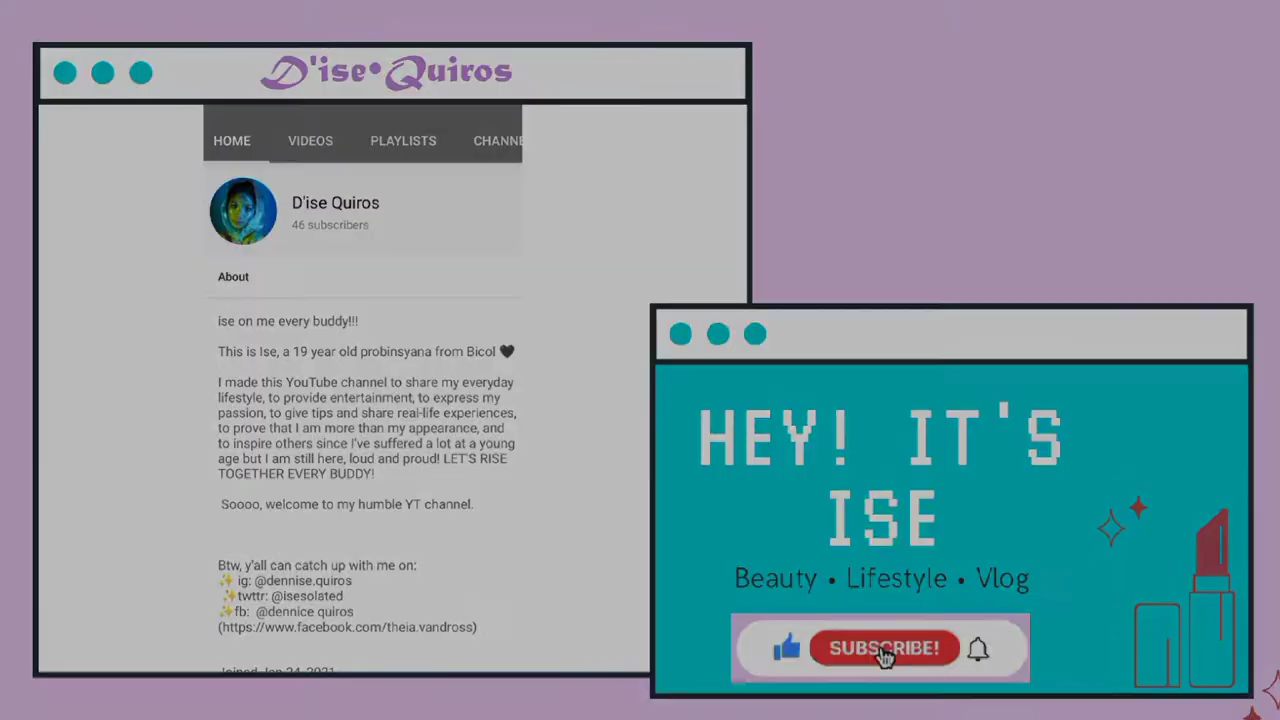 D'ise•Quiros
HOME VIDEOS PLAYLISTS CHANNE
D'ise Quiros
46 subscribers
About
ise on me every buddy!!!
This is Ise, a 19 year old probinsyana from Bicol 🖤
I made this YouTube channel to share my everyday
lifestyle, to provide entertainment, to express my
passion, to give tips and share real-life experiences,
to prove that I am more than my appearance, and
to inspire others since I've suffered a lot at a young
age but I am still here, loud and proud! LET'S RISE
TOGETHER EVERY BUDDY!
Soooo, welcome to my humble YT channel.
Btw, y'all can catch up with me on:
✨ ig: @dennise.quiros
✨twttr: @isesolated
✨fb: @dennice quiros
(https://www.facebook.com/theia.vandross)
Joined Jan 24, 2021
HEY! IT'S
ISE
Beauty • Lifestyle • Vlog
SUBSCRIBE!